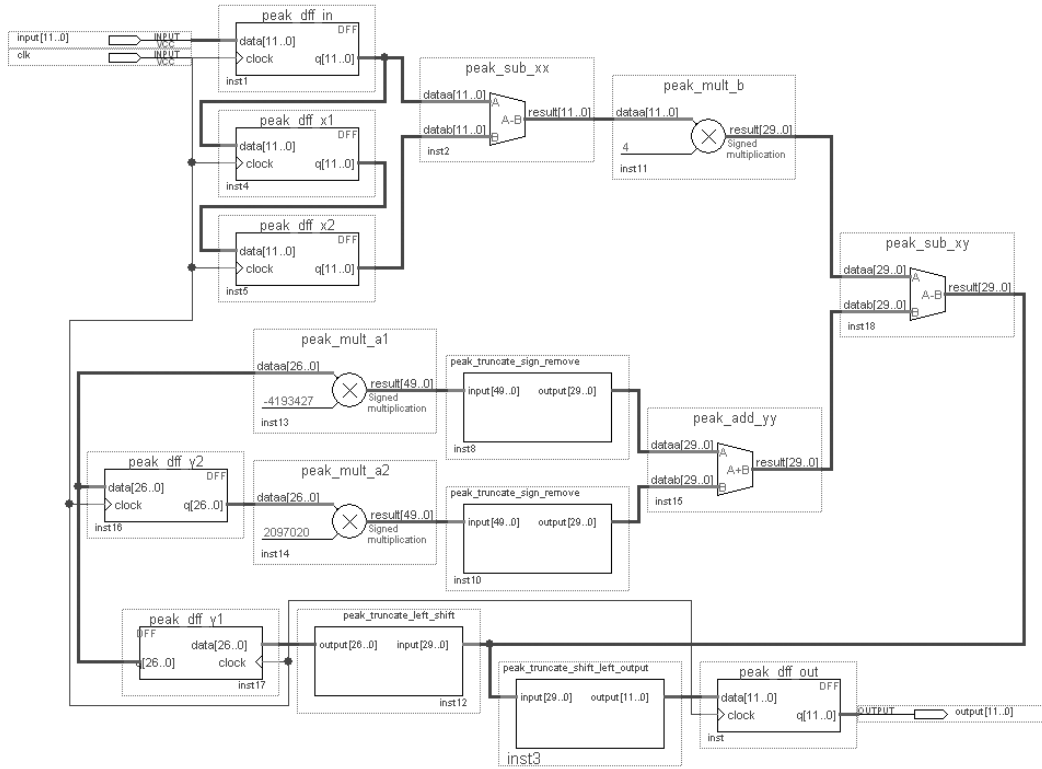 peak_dff_in
DFF
input[11..0]
INPUT
VCC
data[11..0]
clk
INPUT
VCC
clock
q[11..0]
inst1
peak_sub_xx
dataa[11..0]
A
A-B
result[11..0]
datab[11..0]
B
inst2
peak_mult_b
dataa[11..0]
result[29..0]
Signed
multiplication
4
inst11
peak_dff_x1
DFF
data[11..0]
clock
q[11..0]
inst4
peak_dff_x2
DFF
data[11..0]
clock
q[11..0]
inst5
peak_sub_xy
dataa[29..0]
A
A-B
result[29..0]
datab[29..0]
B
inst18
peak_mult_a1
dataa[26..0]
result[49..0]
Signed
multiplication
-4193427
inst13
peak_truncate_sign_remove
input[49..0]
output[29..0]
inst8
peak_add_yy
dataa[29..0]
A
A+B
result[29..0]
datab[29..0]
B
inst15
peak_dff_y2
DFF
data[26..0]
clock
q[26..0]
inst16
peak_mult_a2
dataa[26..0]
result[49..0]
Signed
multiplication
2097020
inst14
peak_truncate_sign_remove
input[49..0]
output[29..0]
inst10
peak_dff_y1
DFF
data[26..0]
q[26..0]
clock
inst17
peak_truncate_left_shift
output[26..0]
input[29..0]
inst12
peak_truncate_shift_left_output
input[29..0]
output[11..0]
inst3
peak_dff_out
DFF
data[11..0]
clock
q[11..0]
inst
OUTPUT
output[11..0]